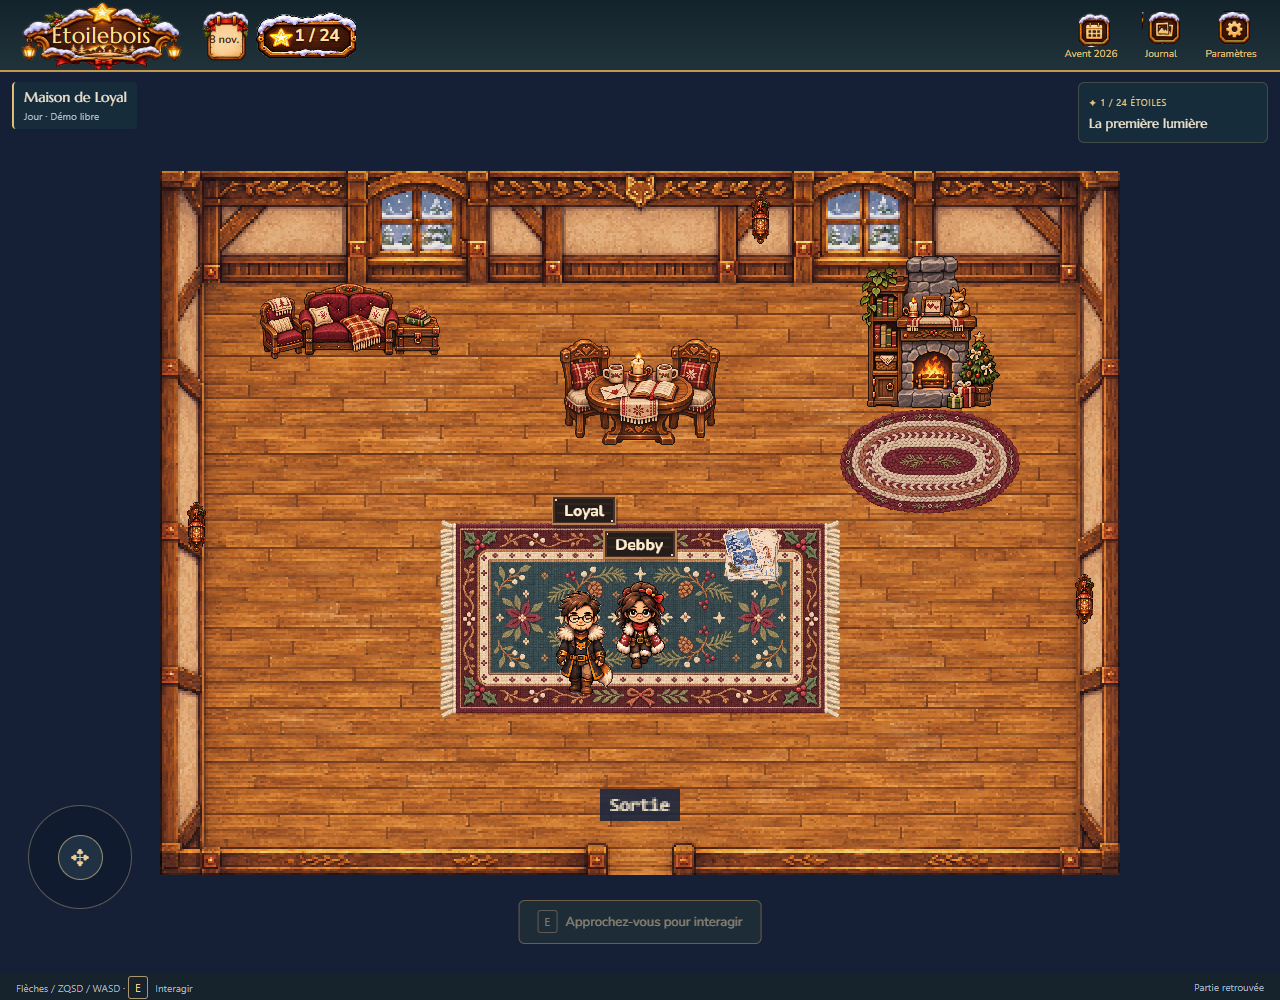 Étoilebois
8 nov.
1 / 24
Avent 2026
Journal
Paramètres
Maison de Loyal
Jour · Démo libre
✦ 1 / 24 ÉTOILES
La première lumière
Loyal
Debby
Sortie
E Approchez-vous pour interagir
Flèches / ZQSD / WASD · E Interagir
Partie retrouvée